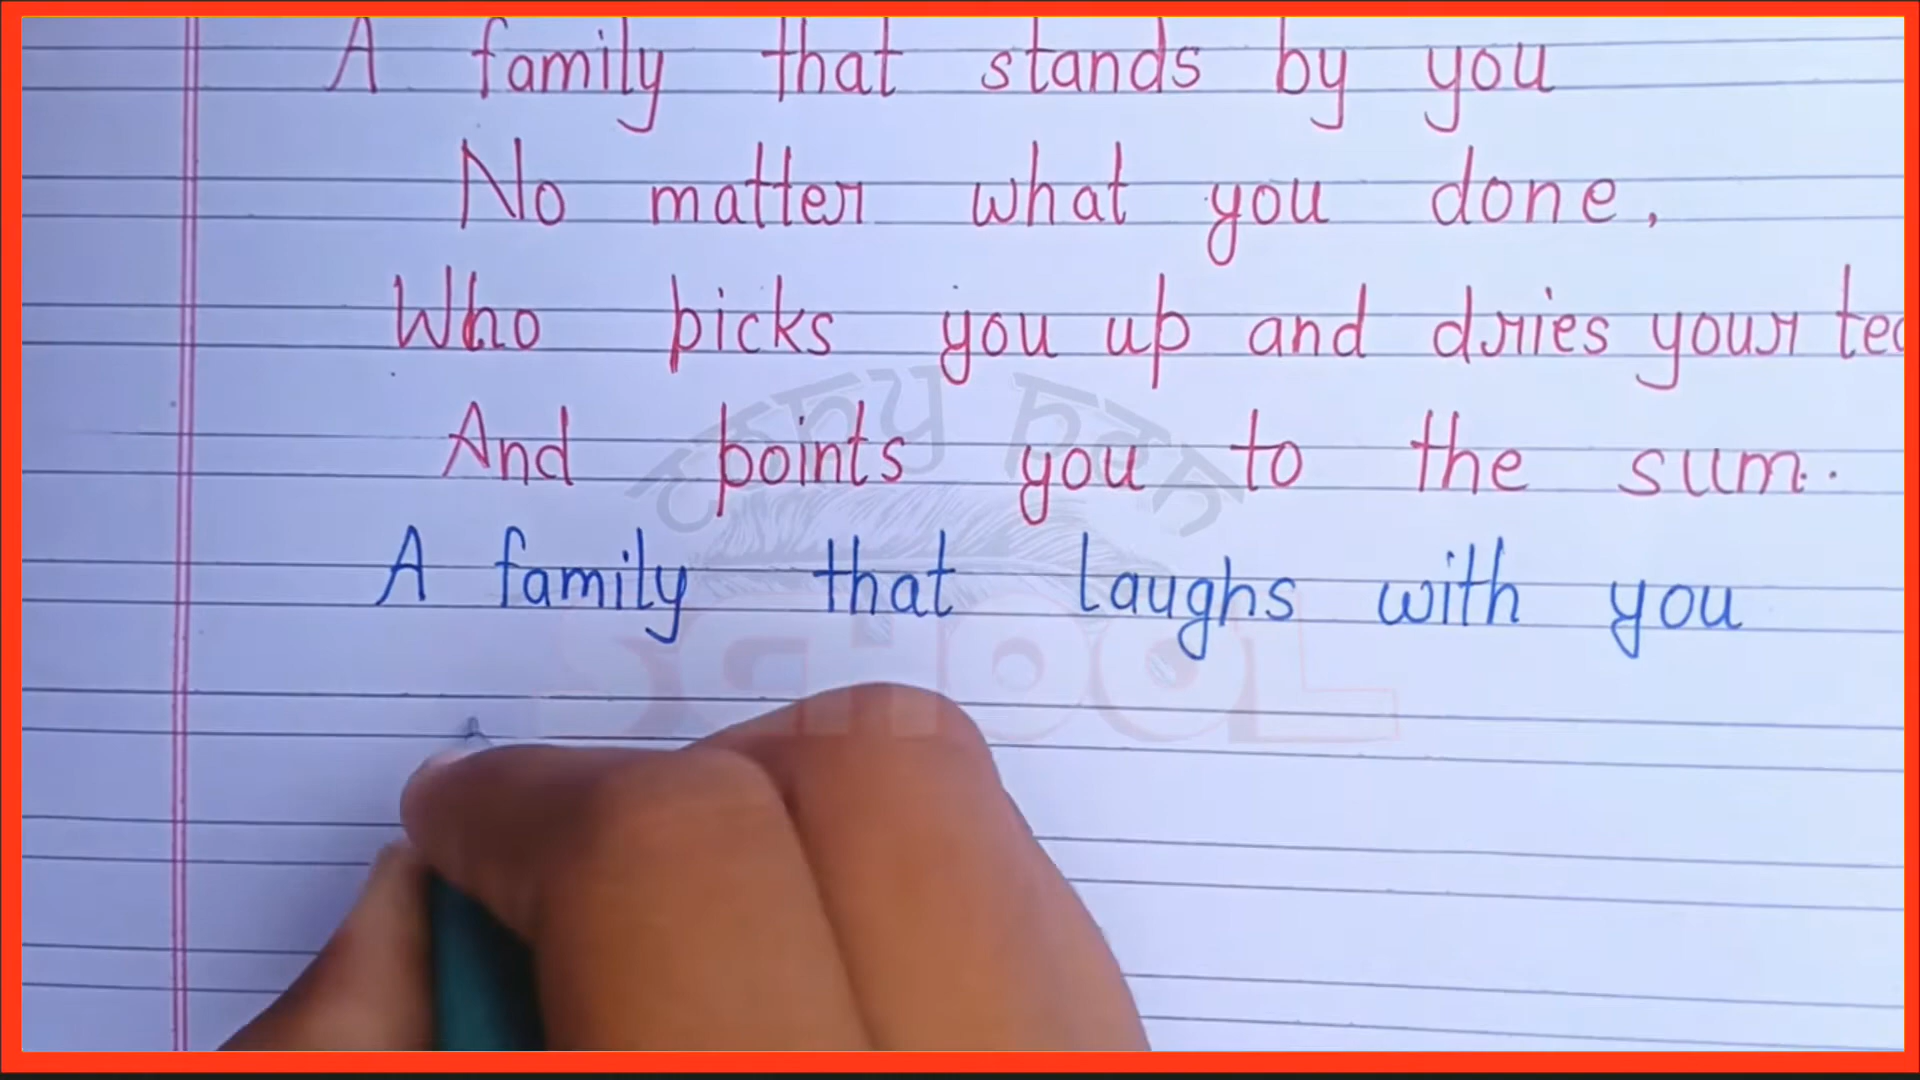 A family that stands by you
No matter what you done,
Who picks you up and dries your
And points you to the sum.
A family that laughs with you
SCHOOL